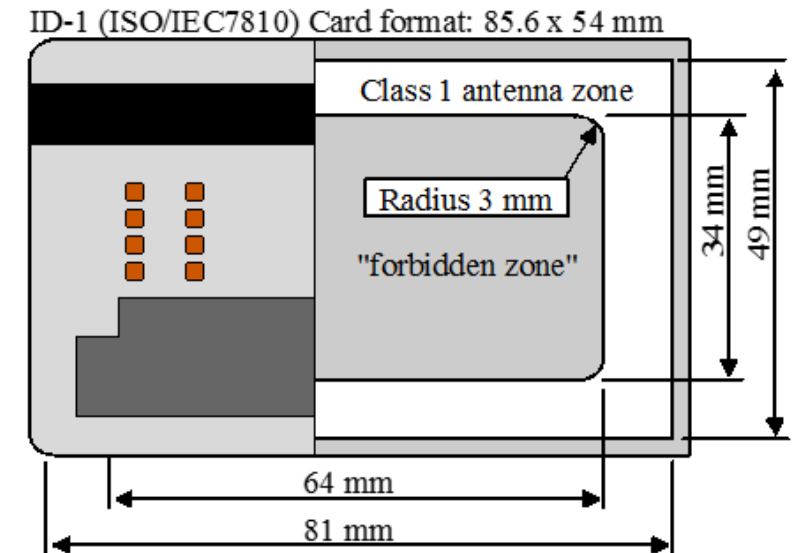 ID-1 (ISO/IEC7810) Card format: 85.6 x 54 mm
Class 1 antenna zone
Radius 3 mm
"forbidden zone"
34 mm
49 mm
64 mm
81 mm